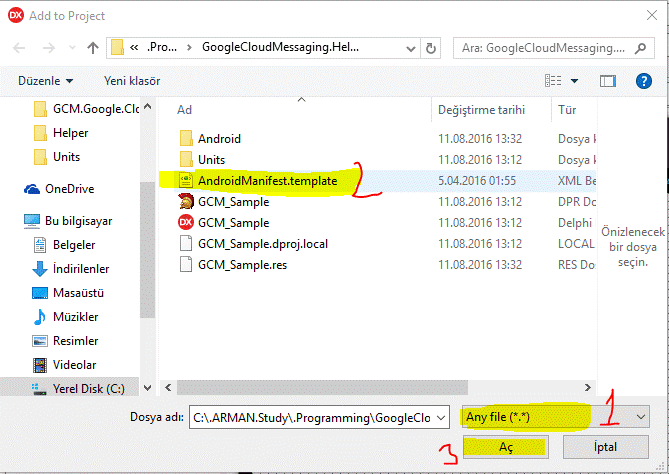 DX Add to Project
« .Pro... > GoogleCloudMessaging.Hel... Ara: GoogleCloudMessaging....
Düzenle Yeni klasör ?
Ad Değiştirme tarihi Tür
GCM.Google.Clo
Helper
Units
OneDrive
Bu bilgisayar
Belgeler
İndirilenler
Masaüstü
Müzikler
Resimler
Videolar
Yerel Disk (C:)
Android 11.08.2016 13:32 Dosya k
Units 11.08.2016 13:12 Dosya k
AndroidManifest.template 2 5.04.2016 01:55 XML Be
GCM_Sample 11.08.2016 13:32 DPR Do
DX GCM_Sample 11.08.2016 13:12 Delphi
GCM_Sample.dproj.local 11.08.2016 13:12 LOCAL
GCM_Sample.res 11.08.2016 13:32 RES Dos
Önizlenecek
bir dosya
seçin.
Dosya adı: C:\.ARMAN.Study\.Programming\GoogleClo Any file (*.*) 1
3 Aç İptal